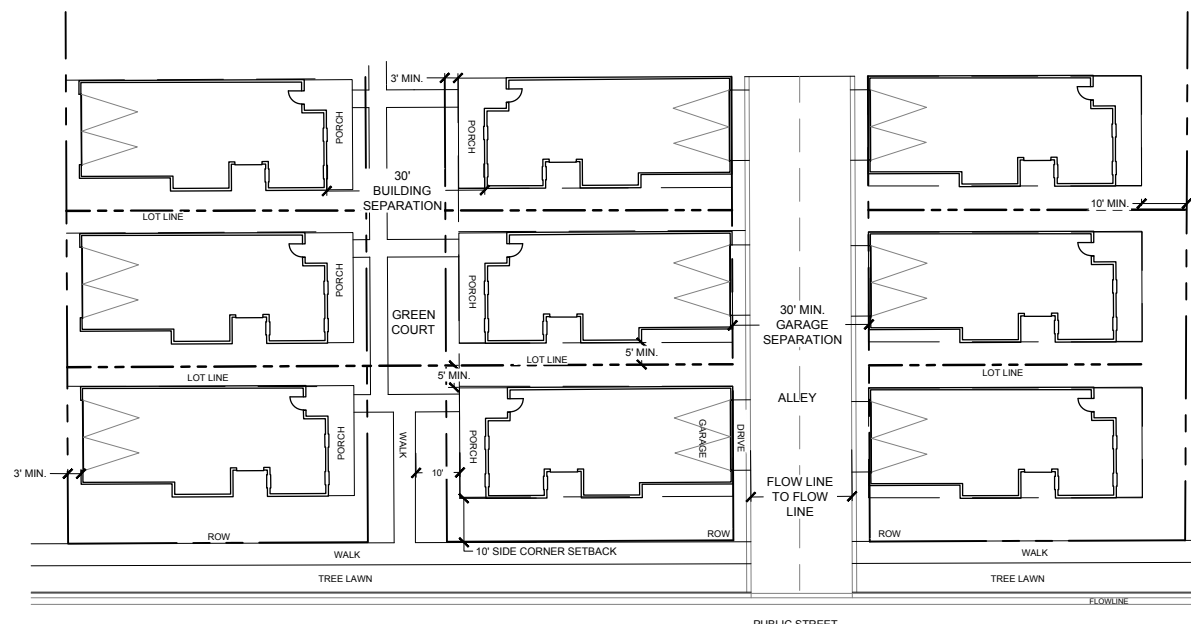 3' MIN.
PORCH
PORCH
30'
BUILDING
SEPARATION
LOT LINE
10' MIN.
PORCH
PORCH
GREEN
COURT
30' MIN.
GARAGE
SEPARATION
5' MIN.
LOT LINE
LOT LINE
5' MIN.
LOT LINE
ALLEY
PORCH
WALK
PORCH
GARAGE
DRIVE
3' MIN.
10'
FLOW LINE
TO FLOW
LINE
ROW
ROW
ROW
10' SIDE CORNER SETBACK
WALK
WALK
TREE LAWN
TREE LAWN
FLOWLINE
PUBLIC STREET